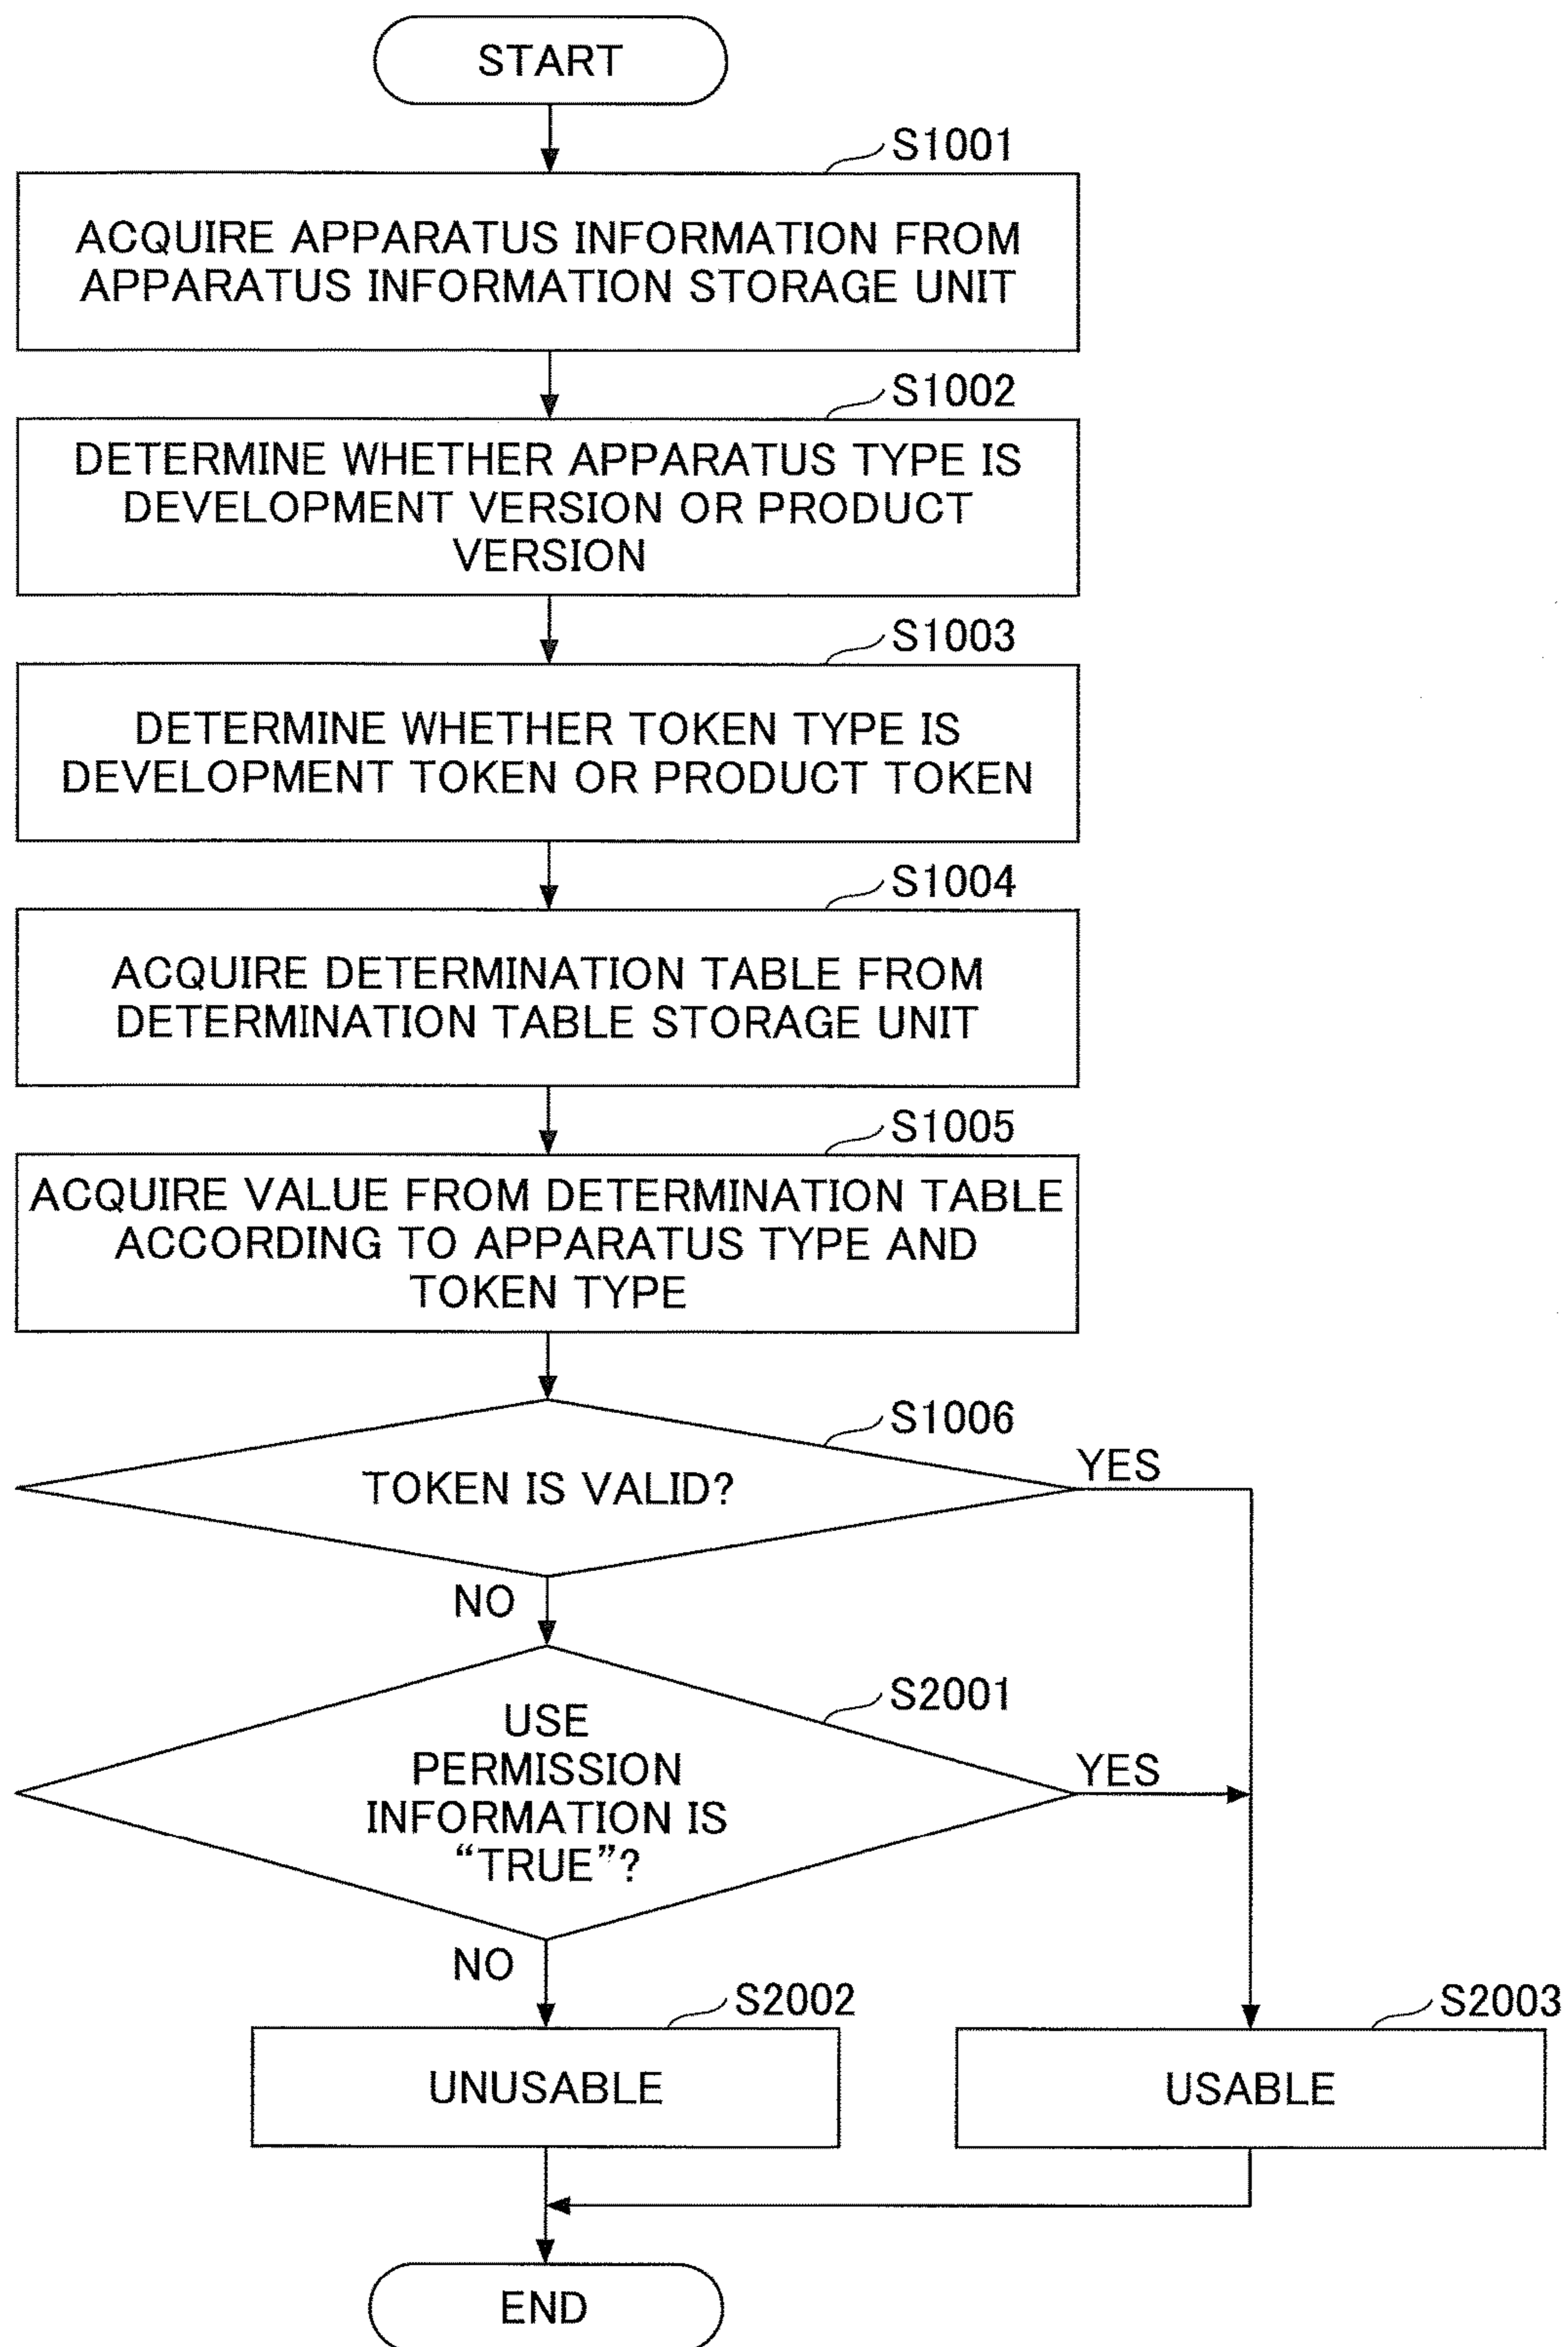 START
S1001
ACQUIRE APPARATUS INFORMATION FROM
APPARATUS INFORMATION STORAGE UNIT
S1002
DETERMINE WHETHER APPARATUS TYPE IS
DEVELOPMENT VERSION OR PRODUCT
VERSION
S1003
DETERMINE WHETHER TOKEN TYPE IS
DEVELOPMENT TOKEN OR PRODUCT TOKEN
S1004
ACQUIRE DETERMINATION TABLE FROM
DETERMINATION TABLE STORAGE UNIT
S1005
ACQUIRE VALUE FROM DETERMINATION TABLE
ACCORDING TO APPARATUS TYPE AND
TOKEN TYPE
S1006
TOKEN IS VALID?
YES
NO
S2001
USE
PERMISSION
INFORMATION IS
“TRUE”?
YES
NO
S2002
UNUSABLE
S2003
USABLE
END